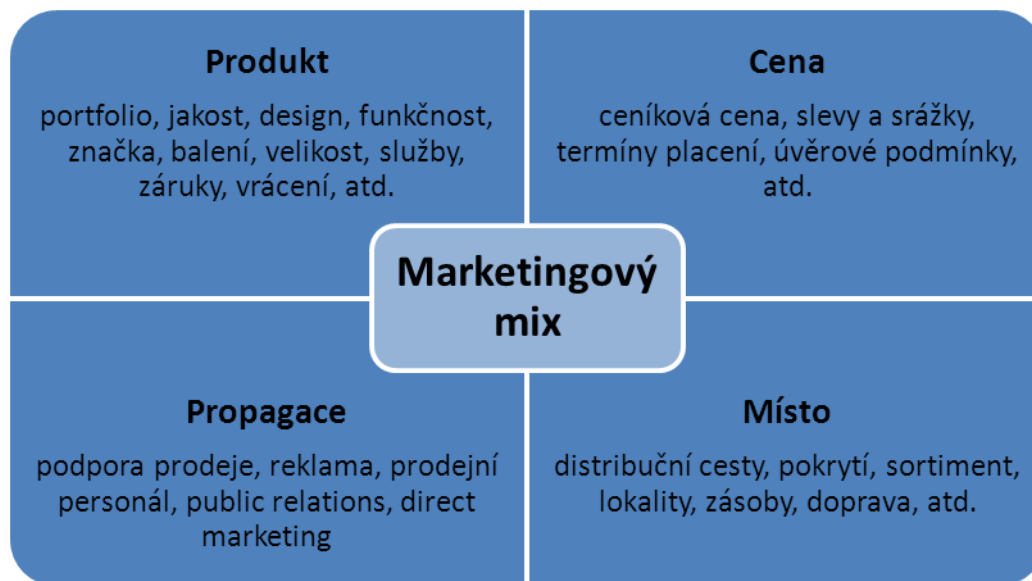 Produkt
portfolio, jakost, design, funkčnost,
značka, balení, velikost, služby,
záruky, vrácení, atd.
Cena
ceníková cena, slevy a srážky,
termíny placení, úvěrové podmínky,
atd.
Marketingový
mix
Propagace
podpora prodeje, reklama, prodejní
personál, public relations, direct
marketing
Místo
distribuční cesty, pokrytí, sortiment,
lokality, zásoby, doprava, atd.